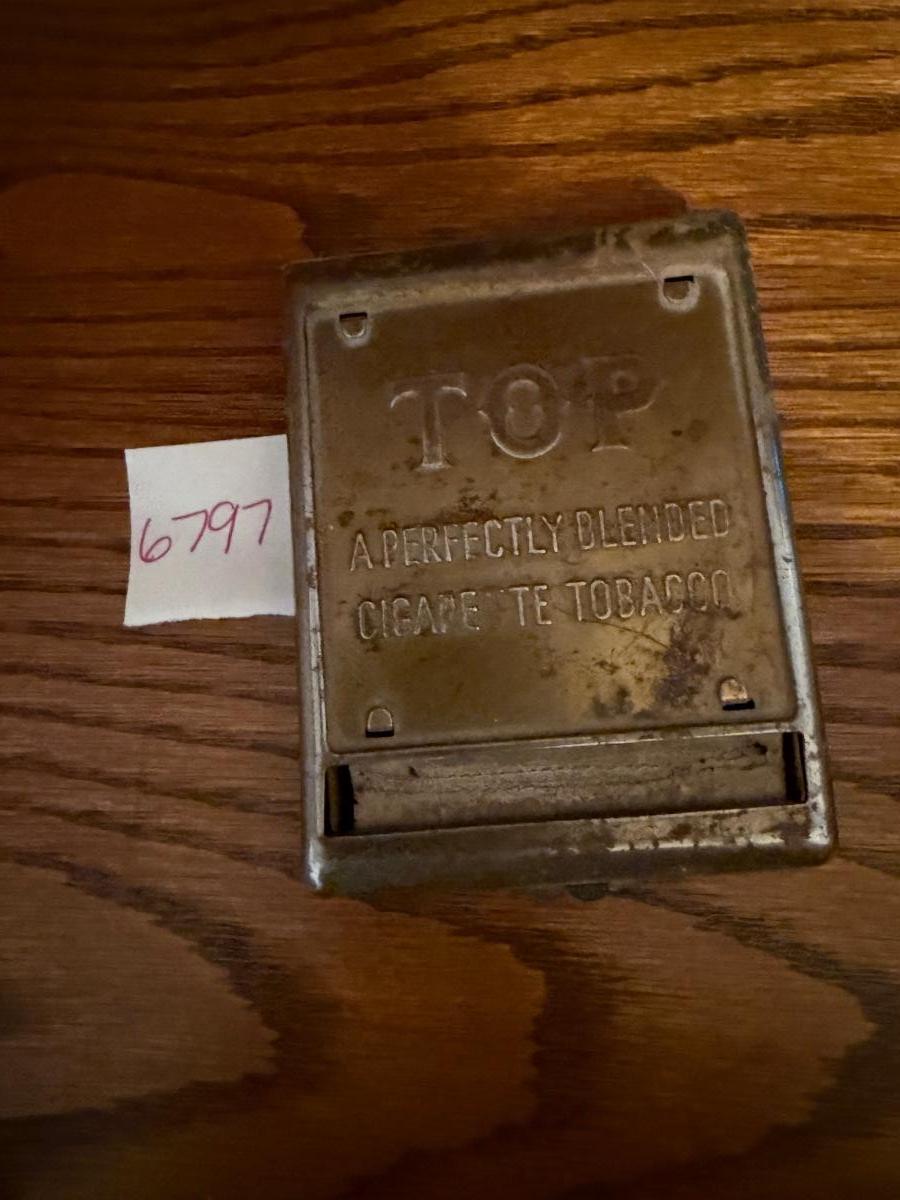 TOP
6797
A PERFECTLY BLENDED
CIGARETTE TOBACCO